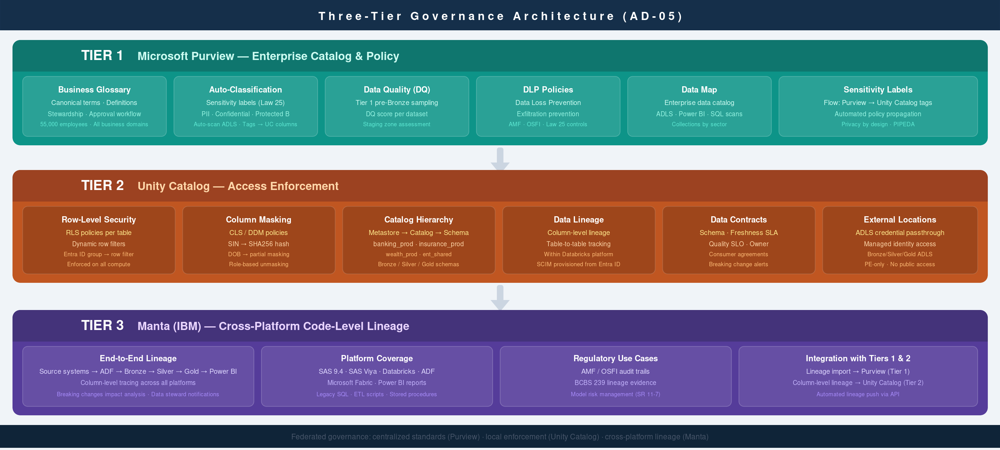 Three-Tier Governance Architecture (AD-05)
TIER 1 Microsoft Purview — Enterprise Catalog & Policy
Business Glossary
Canonical terms · Definitions
Stewardship · Approval workflow
55,000 employees · All business domains
Auto-Classification
Sensitivity labels (Law 25)
PII · Confidential · Protected B
Auto-scan ADLS · Tags → UC columns
Data Quality (DQ)
Tier 1 pre-Bronze sampling
DQ score per dataset
Staging zone assessment
DLP Policies
Data Loss Prevention
Exfiltration prevention
AMF · OSFI · Law 25 controls
Data Map
Enterprise data catalog
ADLS · Power BI · SQL scans
Collections by sector
Sensitivity Labels
Flow: Purview → Unity Catalog tags
Automated policy propagation
Privacy by design · PIPEDA
TIER 2 Unity Catalog — Access Enforcement
Row-Level Security
RLS policies per table
Dynamic row filters
Entra ID group → row filter
Enforced on all compute
Column Masking
CLS / DDM policies
SIN → SHA256 hash
DOB → partial masking
Role-based unmasking
Catalog Hierarchy
Metastore → Catalog → Schema
banking_prod · insurance_prod
wealth_prod · ent_shared
Bronze / Silver / Gold schemas
Data Lineage
Column-level lineage
Table-to-table tracking
Within Databricks platform
SCIM provisioned from Entra ID
Data Contracts
Schema · Freshness SLA
Quality SLO · Owner
Consumer agreements
Breaking change alerts
External Locations
ADLS credential passthrough
Managed identity access
Bronze/Silver/Gold ADLS
PE-only · No public access
TIER 3 Manta (IBM) — Cross-Platform Code-Level Lineage
End-to-End Lineage
Source systems → ADF → Bronze → Silver → Gold → Power BI
Column-level tracing across all platforms
Breaking changes impact analysis · Data steward notifications
Platform Coverage
SAS 9.4 · SAS Viya · Databricks · ADF
Microsoft Fabric · Power BI reports
Legacy SQL · ETL scripts · Stored procedures
Regulatory Use Cases
AMF / OSFI audit trails
BCBS 239 lineage evidence
Model risk management (SR 11-7)
Integration with Tiers 1 & 2
Lineage import → Purview (Tier 1)
Column-level lineage → Unity Catalog (Tier 2)
Automated lineage push via API
Federated governance: centralized standards (Purview) · local enforcement (Unity Catalog) · cross-platform lineage (Manta)